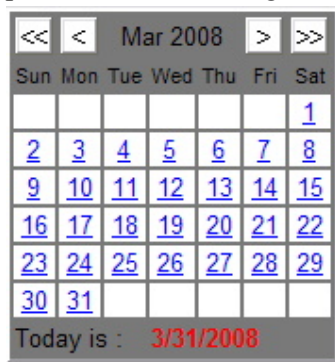 << < Mar 2008 > >>
Sun Mon Tue Wed Thu Fri Sat
1
2 3 4 5 6 7 8
9 10 11 12 13 14 15
16 17 18 19 20 21 22
23 24 25 26 27 28 29
30 31
Today is : 3/31/2008